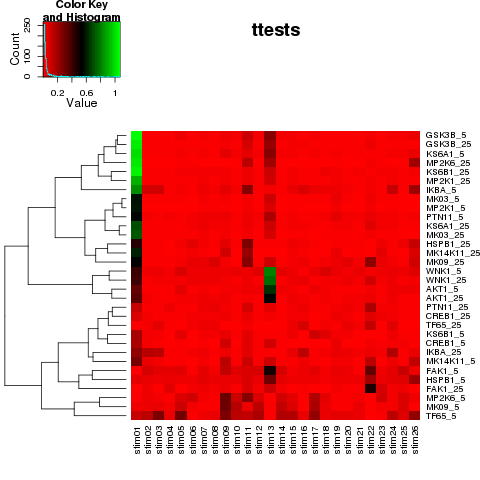 Color Key
and Histogram
Count
0 100 250
0.2 0.6 1
Value
ttests
GSK3B_5
GSK3B_25
KS6A1_5
MP2K6_25
KS6B1_25
MP2K1_25
IKBA_5
MK03_5
MP2K1_5
PTN11_5
KS6A1_25
MK03_25
HSPB1_25
MK14K11_25
MK09_25
WNK1_5
WNK1_25
AKT1_5
AKT1_25
PTN11_25
CREB1_25
TF65_25
KS6B1_5
CREB1_5
IKBA_25
MK14K11_5
FAK1_5
HSPB1_5
FAK1_25
MP2K6_5
MK09_5
TF65_5
stim01
stim02
stim03
stim04
stim05
stim06
stim07
stim08
stim09
stim10
stim11
stim12
stim13
stim14
stim15
stim16
stim17
stim18
stim19
stim20
stim21
stim22
stim23
stim24
stim25
stim26